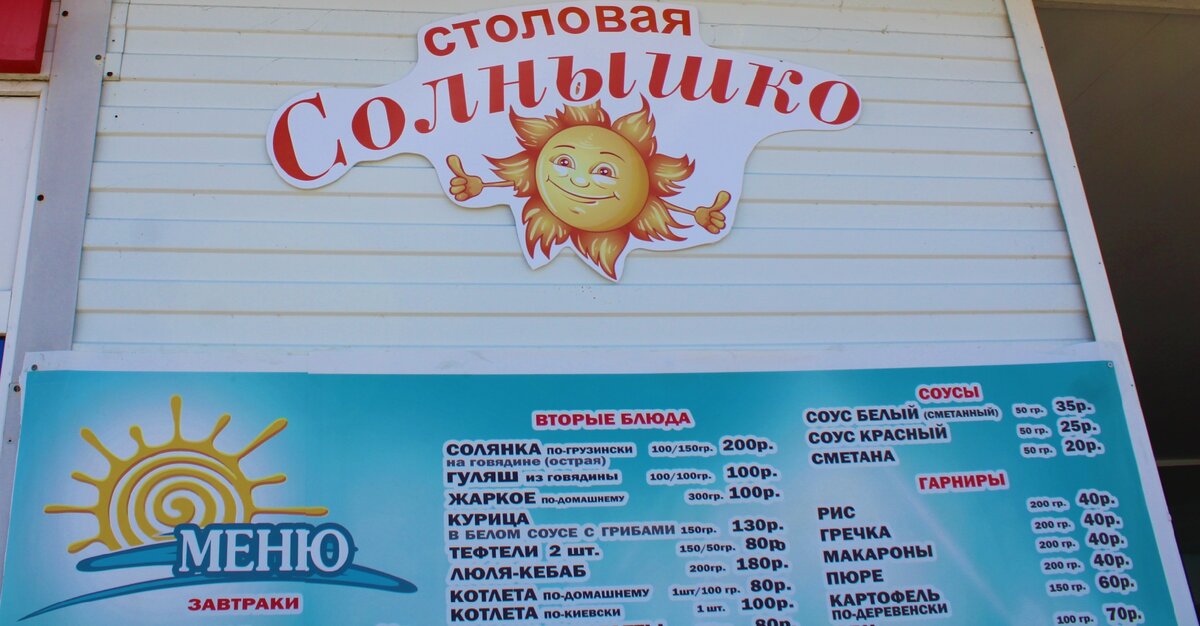 СТОЛОВАЯ
Солнышко
МЕНЮ
ЗАВТРАКИ
ВТОРЫЕ БЛЮДА
СОЛЯНКА ПО-ГРУЗИНСКИ 100/150гр. 200р.
на говядине (острая)
ГУЛЯШ ИЗ ГОВЯДИНЫ 100/100гр. 100р.
ЖАРКОЕ ПО-ДОМАШНЕМУ 300гр. 100р.
КУРИЦА
В БЕЛОМ СОУСЕ С ГРИБАМИ 150гр. 130р.
ТЕФТЕЛИ 2 шт. 150/50гр. 80р
ЛЮЛЯ-КЕБАБ 200гр. 180р.
КОТЛЕТА ПО-ДОМАШНЕМУ 1шт/100 гр. 80р.
КОТЛЕТА ПО-КИЕВСКИ 1 шт. 100р.
80р.
СОУСЫ
СОУС БЕЛЫЙ (СМЕТАННЫЙ) 50 гр. 35р.
СОУС КРАСНЫЙ 50 гр. 25р.
СМЕТАНА 50 гр. 20р.
ГАРНИРЫ
РИС 200 гр. 40р.
ГРЕЧКА 200 гр. 40р.
МАКАРОНЫ 200 гр. 40р.
ПЮРЕ 200 гр. 40р.
КАРТОФЕЛЬ 150 гр. 60р.
ПО-ДЕРЕВЕНСКИ
100 гр. 70р.